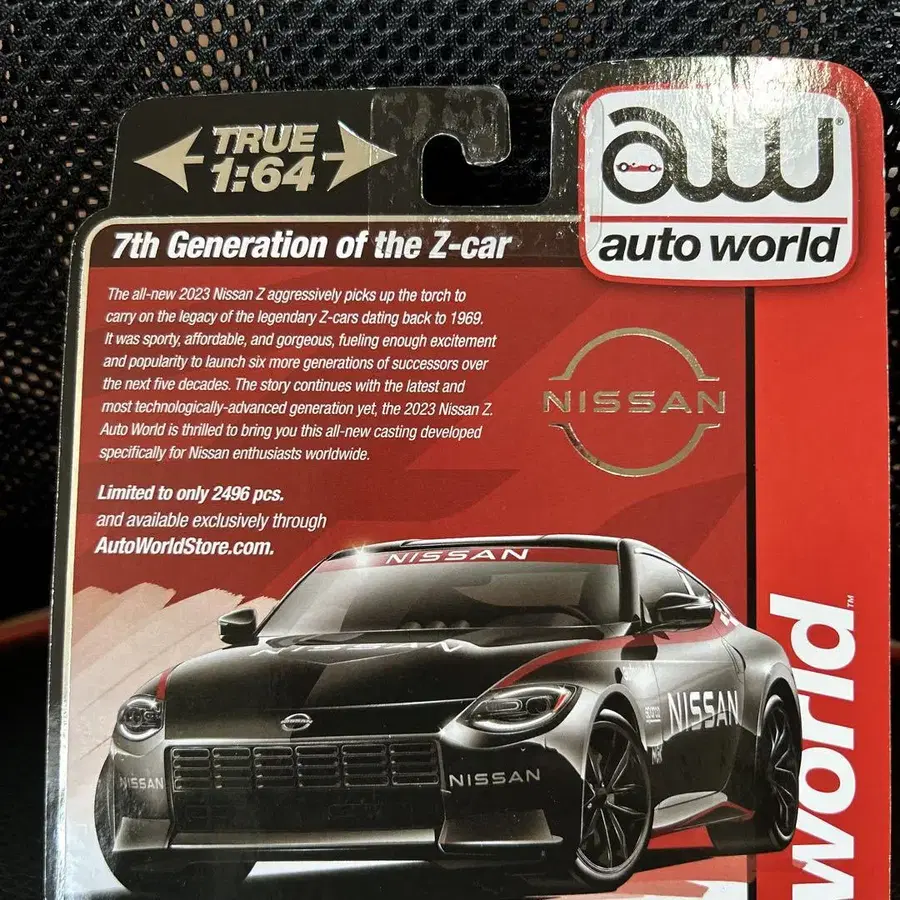 TRUE
1:64
aw®
auto world
7th Generation of the Z-car
The all-new 2023 Nissan Z aggressively picks up the torch to
carry on the legacy of the legendary Z-cars dating back to 1969.
It was sporty, affordable, and gorgeous, fueling enough excitement
and popularity to launch six more generations of successors over
the next five decades. The story continues with the latest and
most technologically-advanced generation yet, the 2023 Nissan Z.
Auto World is thrilled to bring you this all-new casting developed
specifically for Nissan enthusiasts worldwide.
NISSAN
Limited to only 2496 pcs.
and available exclusively through
AutoWorldStore.com.
NISSAN
NISSAN
NISSAN
NISSAN
NISSAN
NISSAN
world™